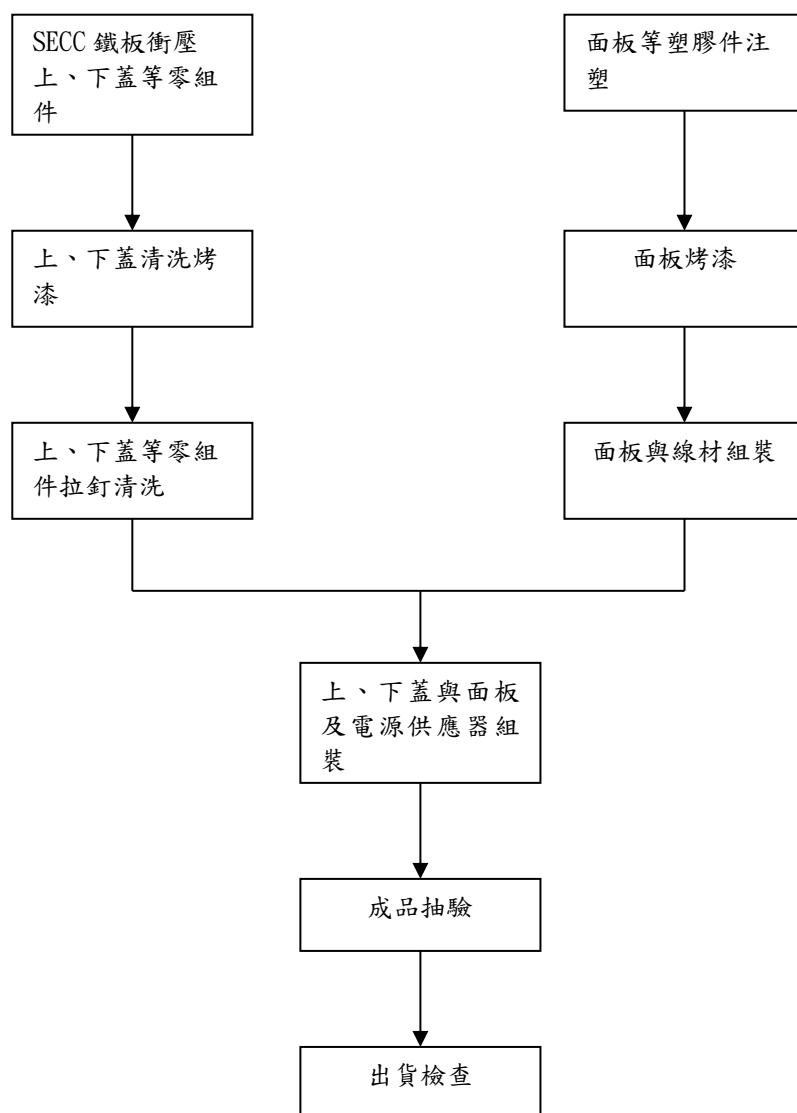 SECC 鐵板衝壓
上、下蓋等零組
件
面板等塑膠件注
塑
上、下蓋清洗烤
漆
面板烤漆
上、下蓋等零組
件拉釘清洗
面板與線材組裝
上、下蓋與面板
及電源供應器組
裝
成品抽驗
出貨檢查